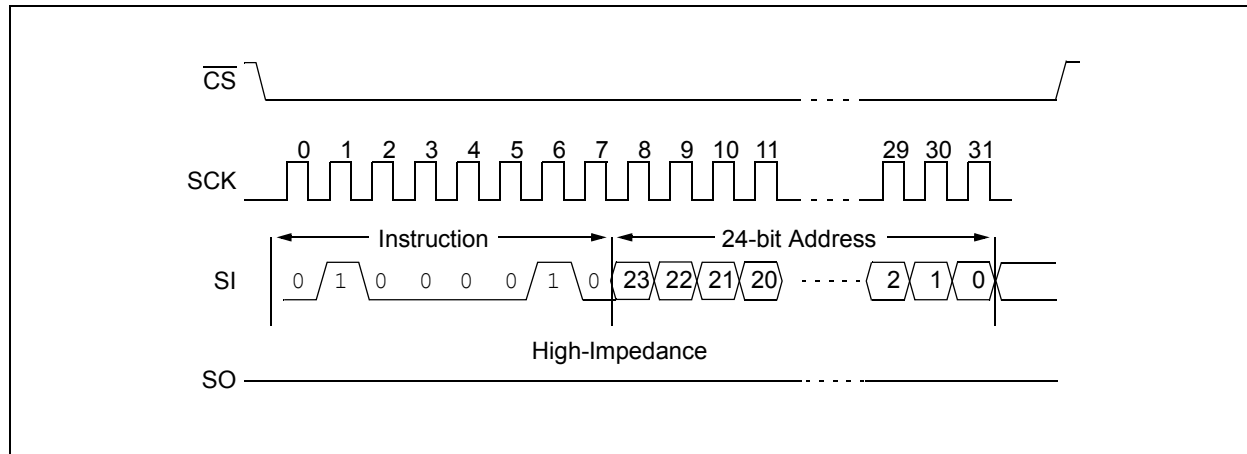 CS
0 1 2 3 4 5 6 7 8 9 10 11 29 30 31
SCK
Instruction 24-bit Address
SI 0 1 0 0 0 0 1 0 23 22 21 20 2 1 0
High-Impedance
SO